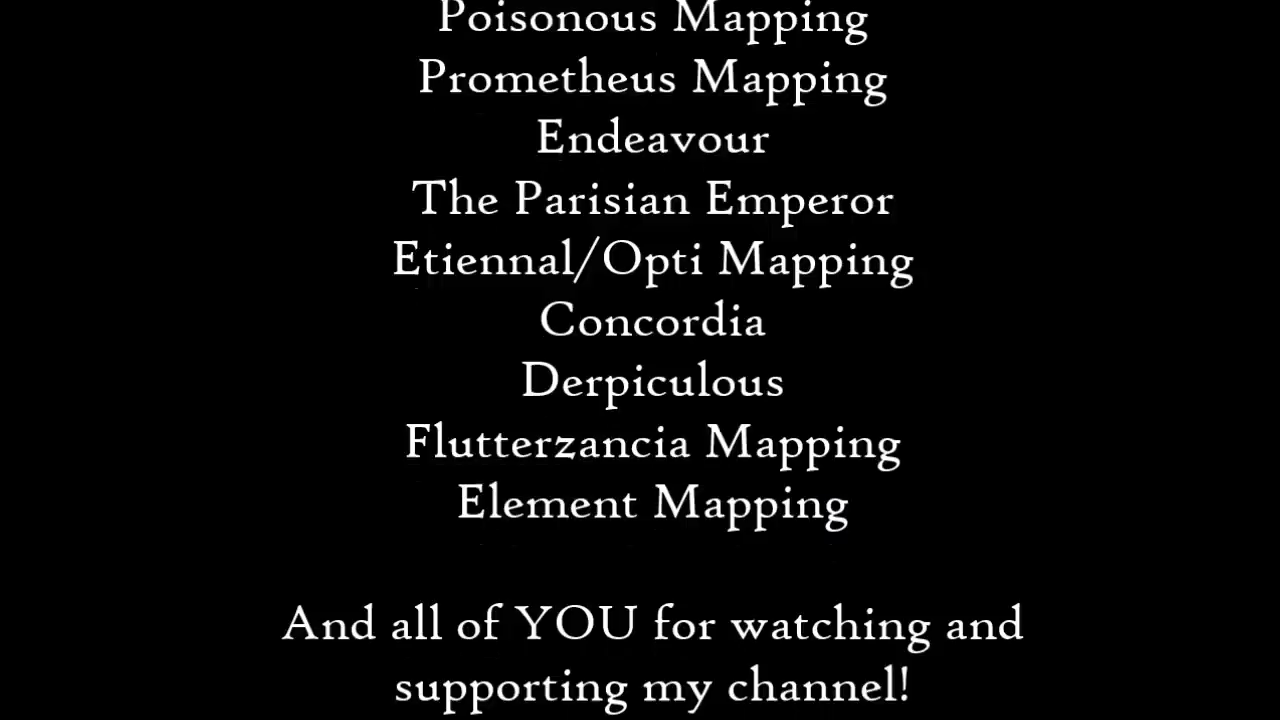 Poisonous Mapping
Prometheus Mapping
Endeavour
The Parisian Emperor
Etiennal/Opti Mapping
Concordia
Derpiculous
Flutterzancia Mapping
Element Mapping
And all of YOU for watching and
supporting my channel!